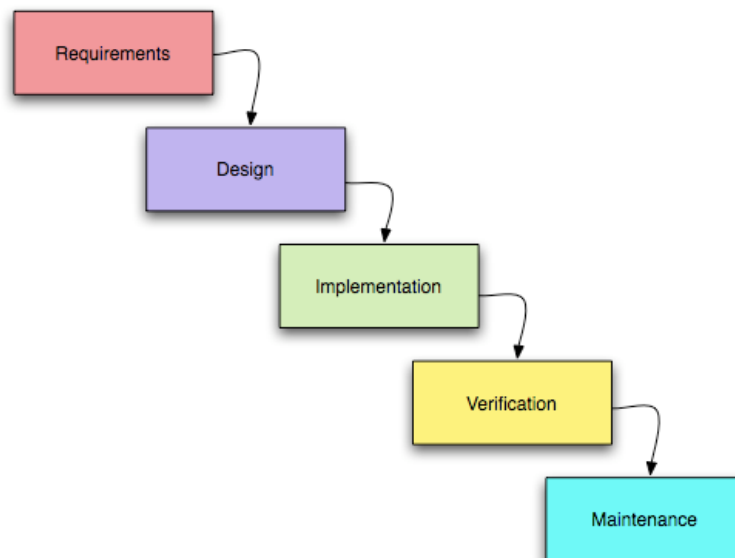 Requirements
Design
Implementation
Verification
Maintenance